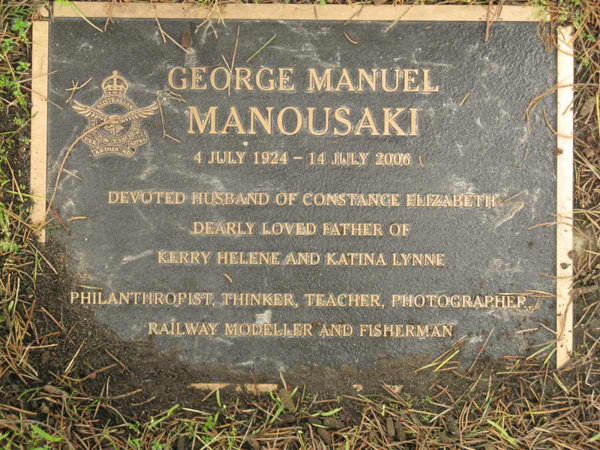 GEORGE MANUEL
MANOUSAKI
4 JULY 1924 – 14 JULY 2006
DEVOTED HUSBAND OF CONSTANCE ELIZABETH
DEARLY LOVED FATHER OF
KERRY HELENE AND KATINA LYNNE
PHILANTHROPIST, THINKER, TEACHER, PHOTOGRAPHER,
RAILWAY MODELLER AND FISHERMAN